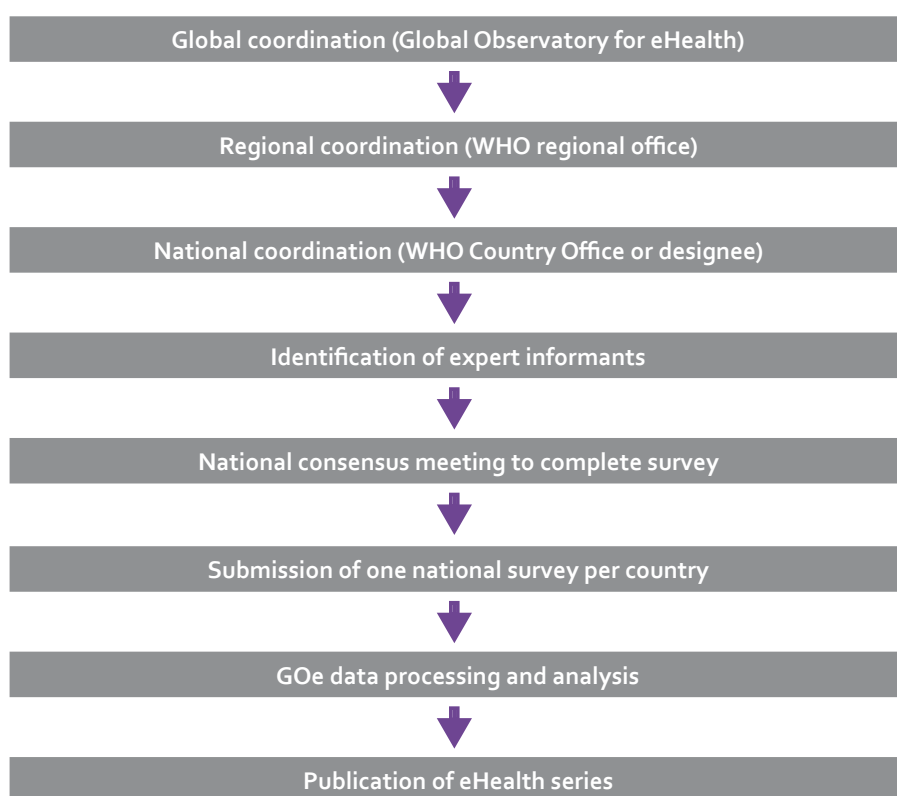 Global coordination (Global Observatory for eHealth)
Regional coordination (WHO regional office)
National coordination (WHO Country Office or designee)
Identification of expert informants
National consensus meeting to complete survey
Submission of one national survey per country
GOe data processing and analysis
Publication of eHealth series